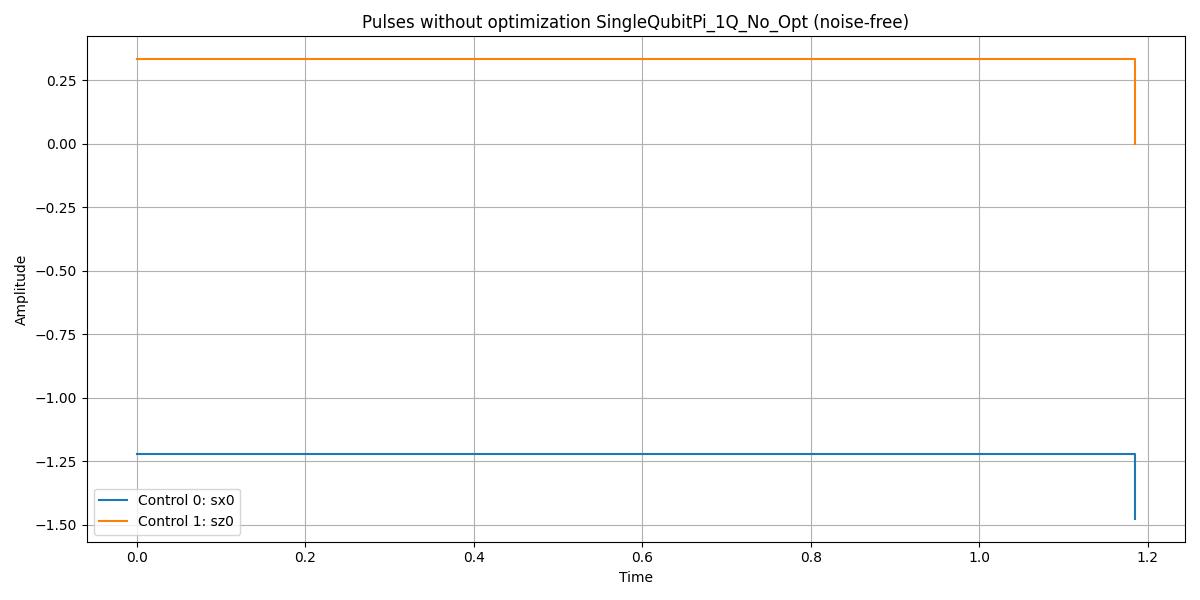 Pulses without optimization SingleQubitPi_1Q_No_Opt (noise-free)
Amplitude
0.25
0.00
−0.25
−0.50
−0.75
−1.00
−1.25
−1.50
Control 0: sx0
Control 1: sz0
0.0 0.2 0.4 0.6 0.8 1.0 1.2
Time